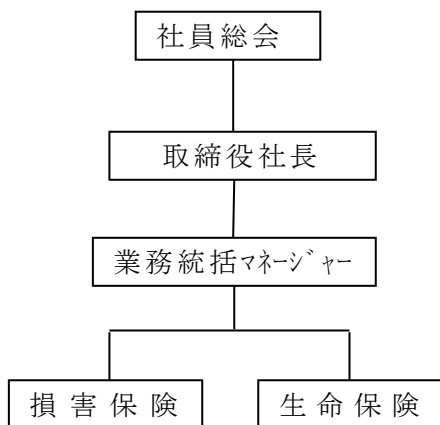 社員総会
取締役社長
業務統括ﾏﾈｰｼﾞｬｰ
損害保険
生命保険